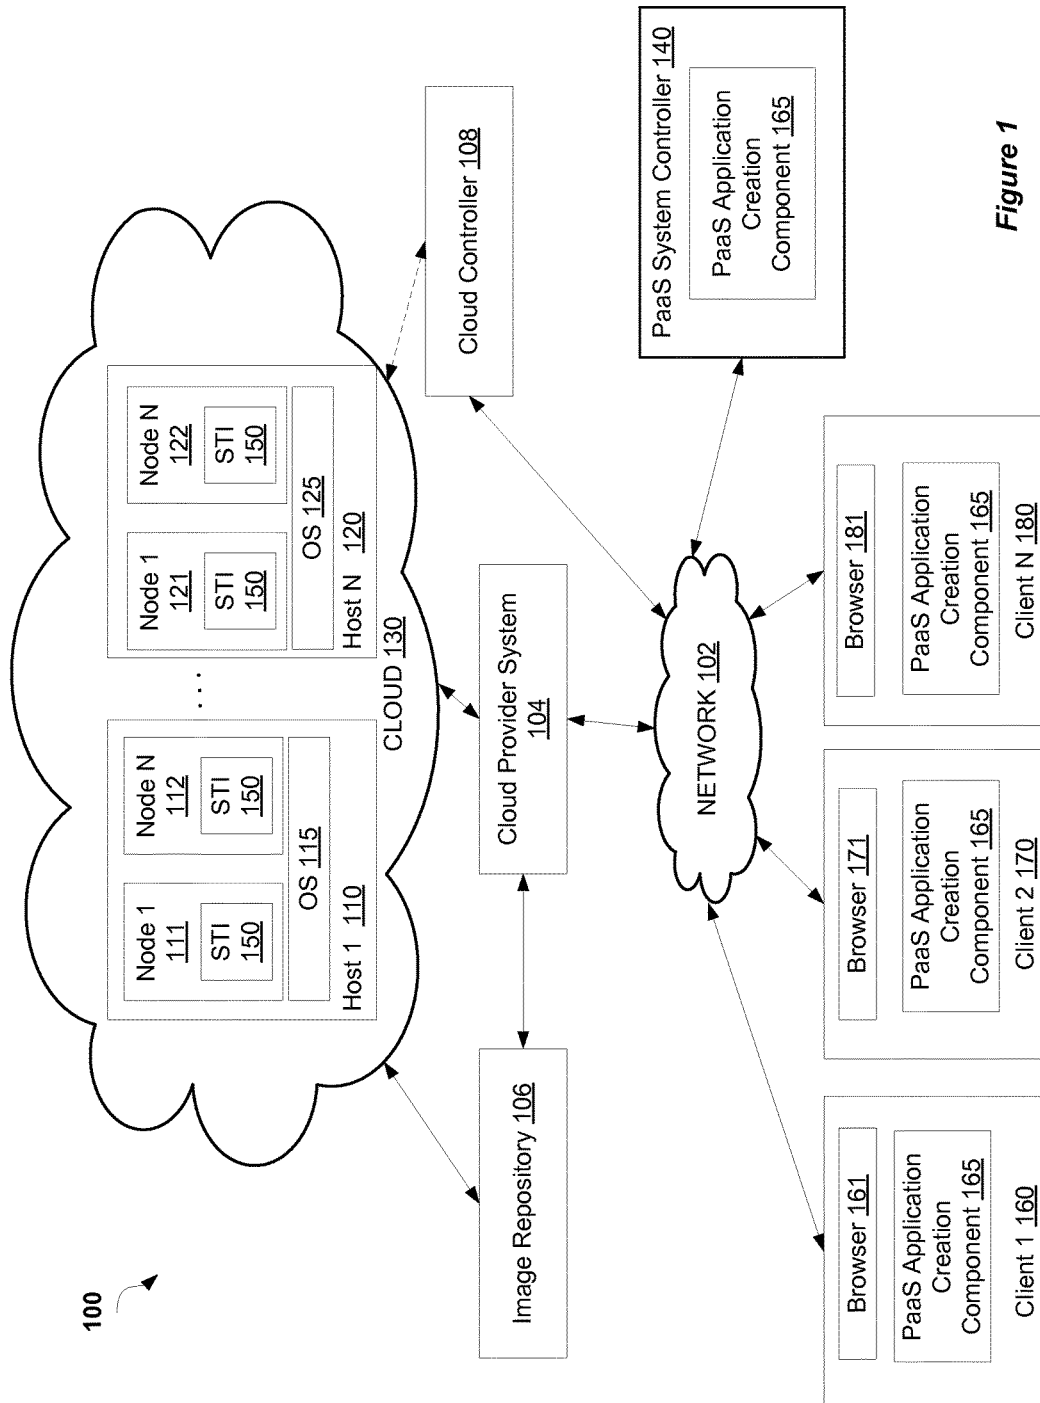 100
Node 1
111
STI
150
Node N
112
STI
150
OS 115
Host 1 110
. . .
Node 1
121
STI
150
Node N
122
STI
150
OS 125
Host N 120
CLOUD 130
Image Repository 106
Cloud Provider System
104
Cloud Controller 108
NETWORK 102
PaaS System Controller 140
PaaS Application
Creation
Component 165
Browser 161
PaaS Application
Creation
Component 165
Client 1 160
Browser 171
PaaS Application
Creation
Component 165
Client 2 170
Browser 181
PaaS Application
Creation
Component 165
Client N 180
Figure 1